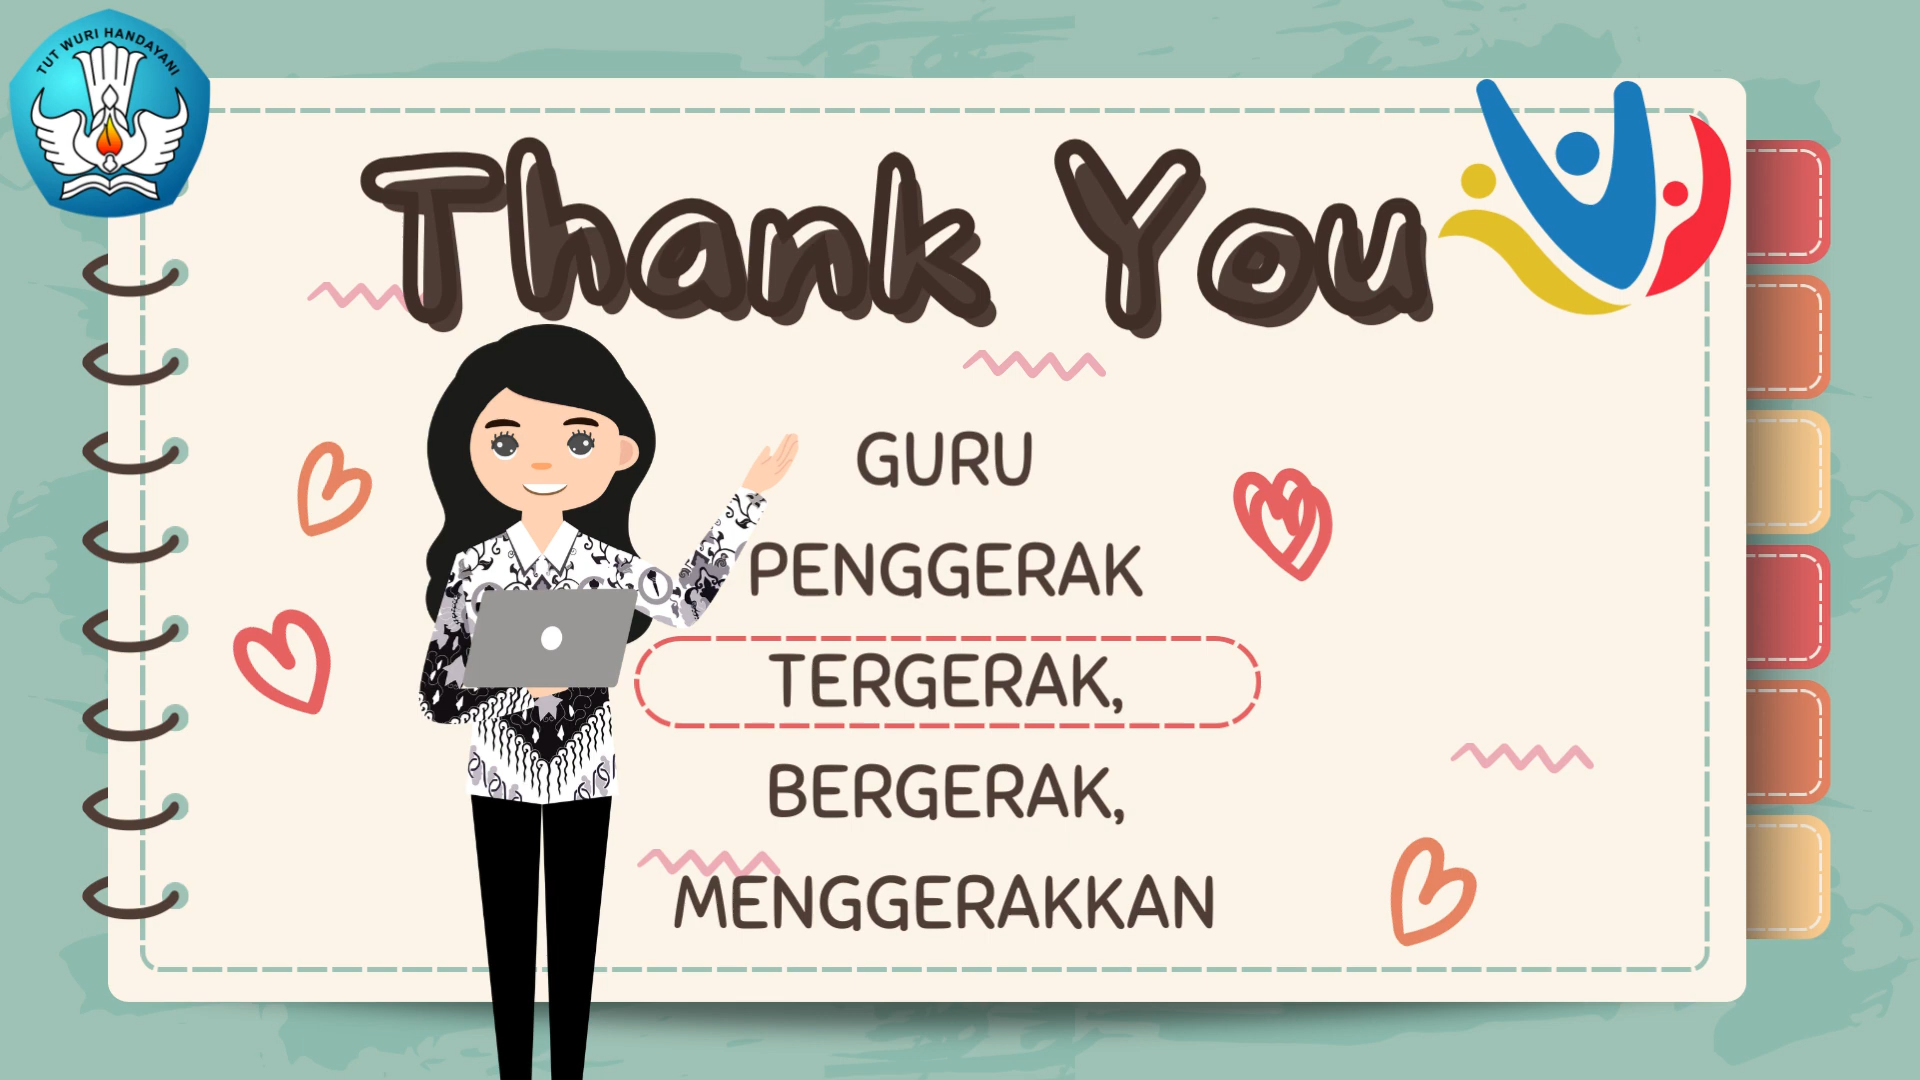 TUT WURI HANDAYANI
Thank You
GURU
PENGGERAK
TERGERAK,
BERGERAK,
MENGGERAKKAN